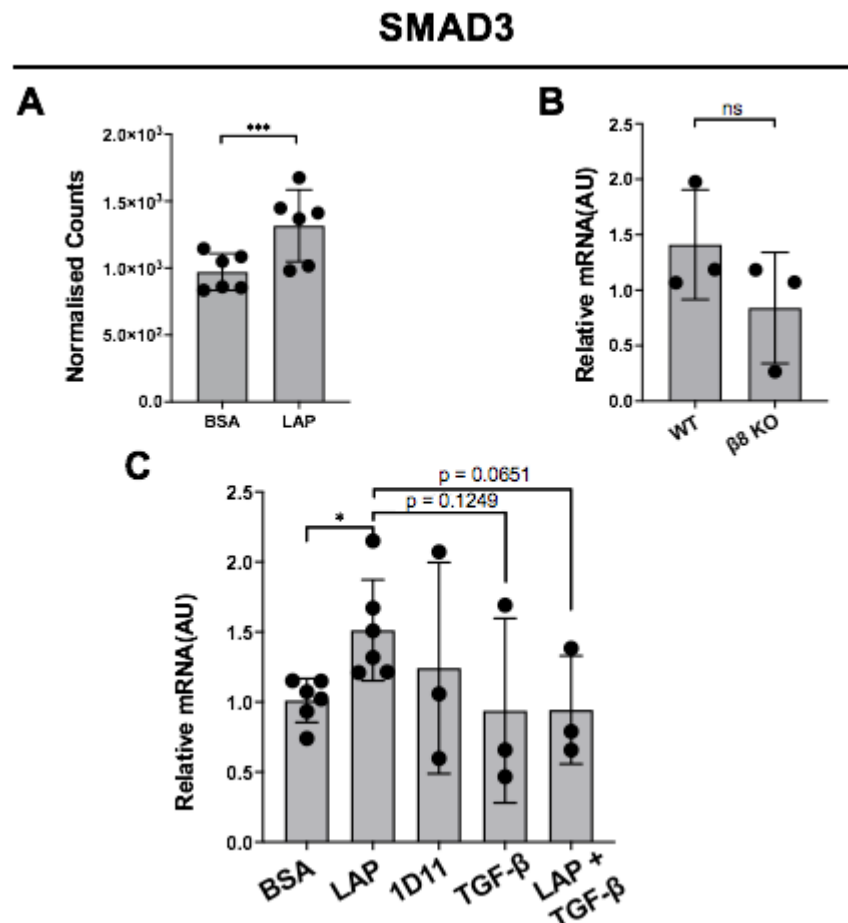 SMAD3
A
Normalised Counts
2.0×10³
1.5×10³
1.0×10³
5.0×10²
0.0
***
BSA LAP
B
Relative mRNA(AU)
2.5
2.0
1.5
1.0
0.5
0.0
ns
WT β8 KO
C
Relative mRNA(AU)
2.5
2.0
1.5
1.0
0.5
0.0
p = 0.0651
p = 0.1249
*
BSA LAP 1D11 TGF-β LAP +
TGF-β